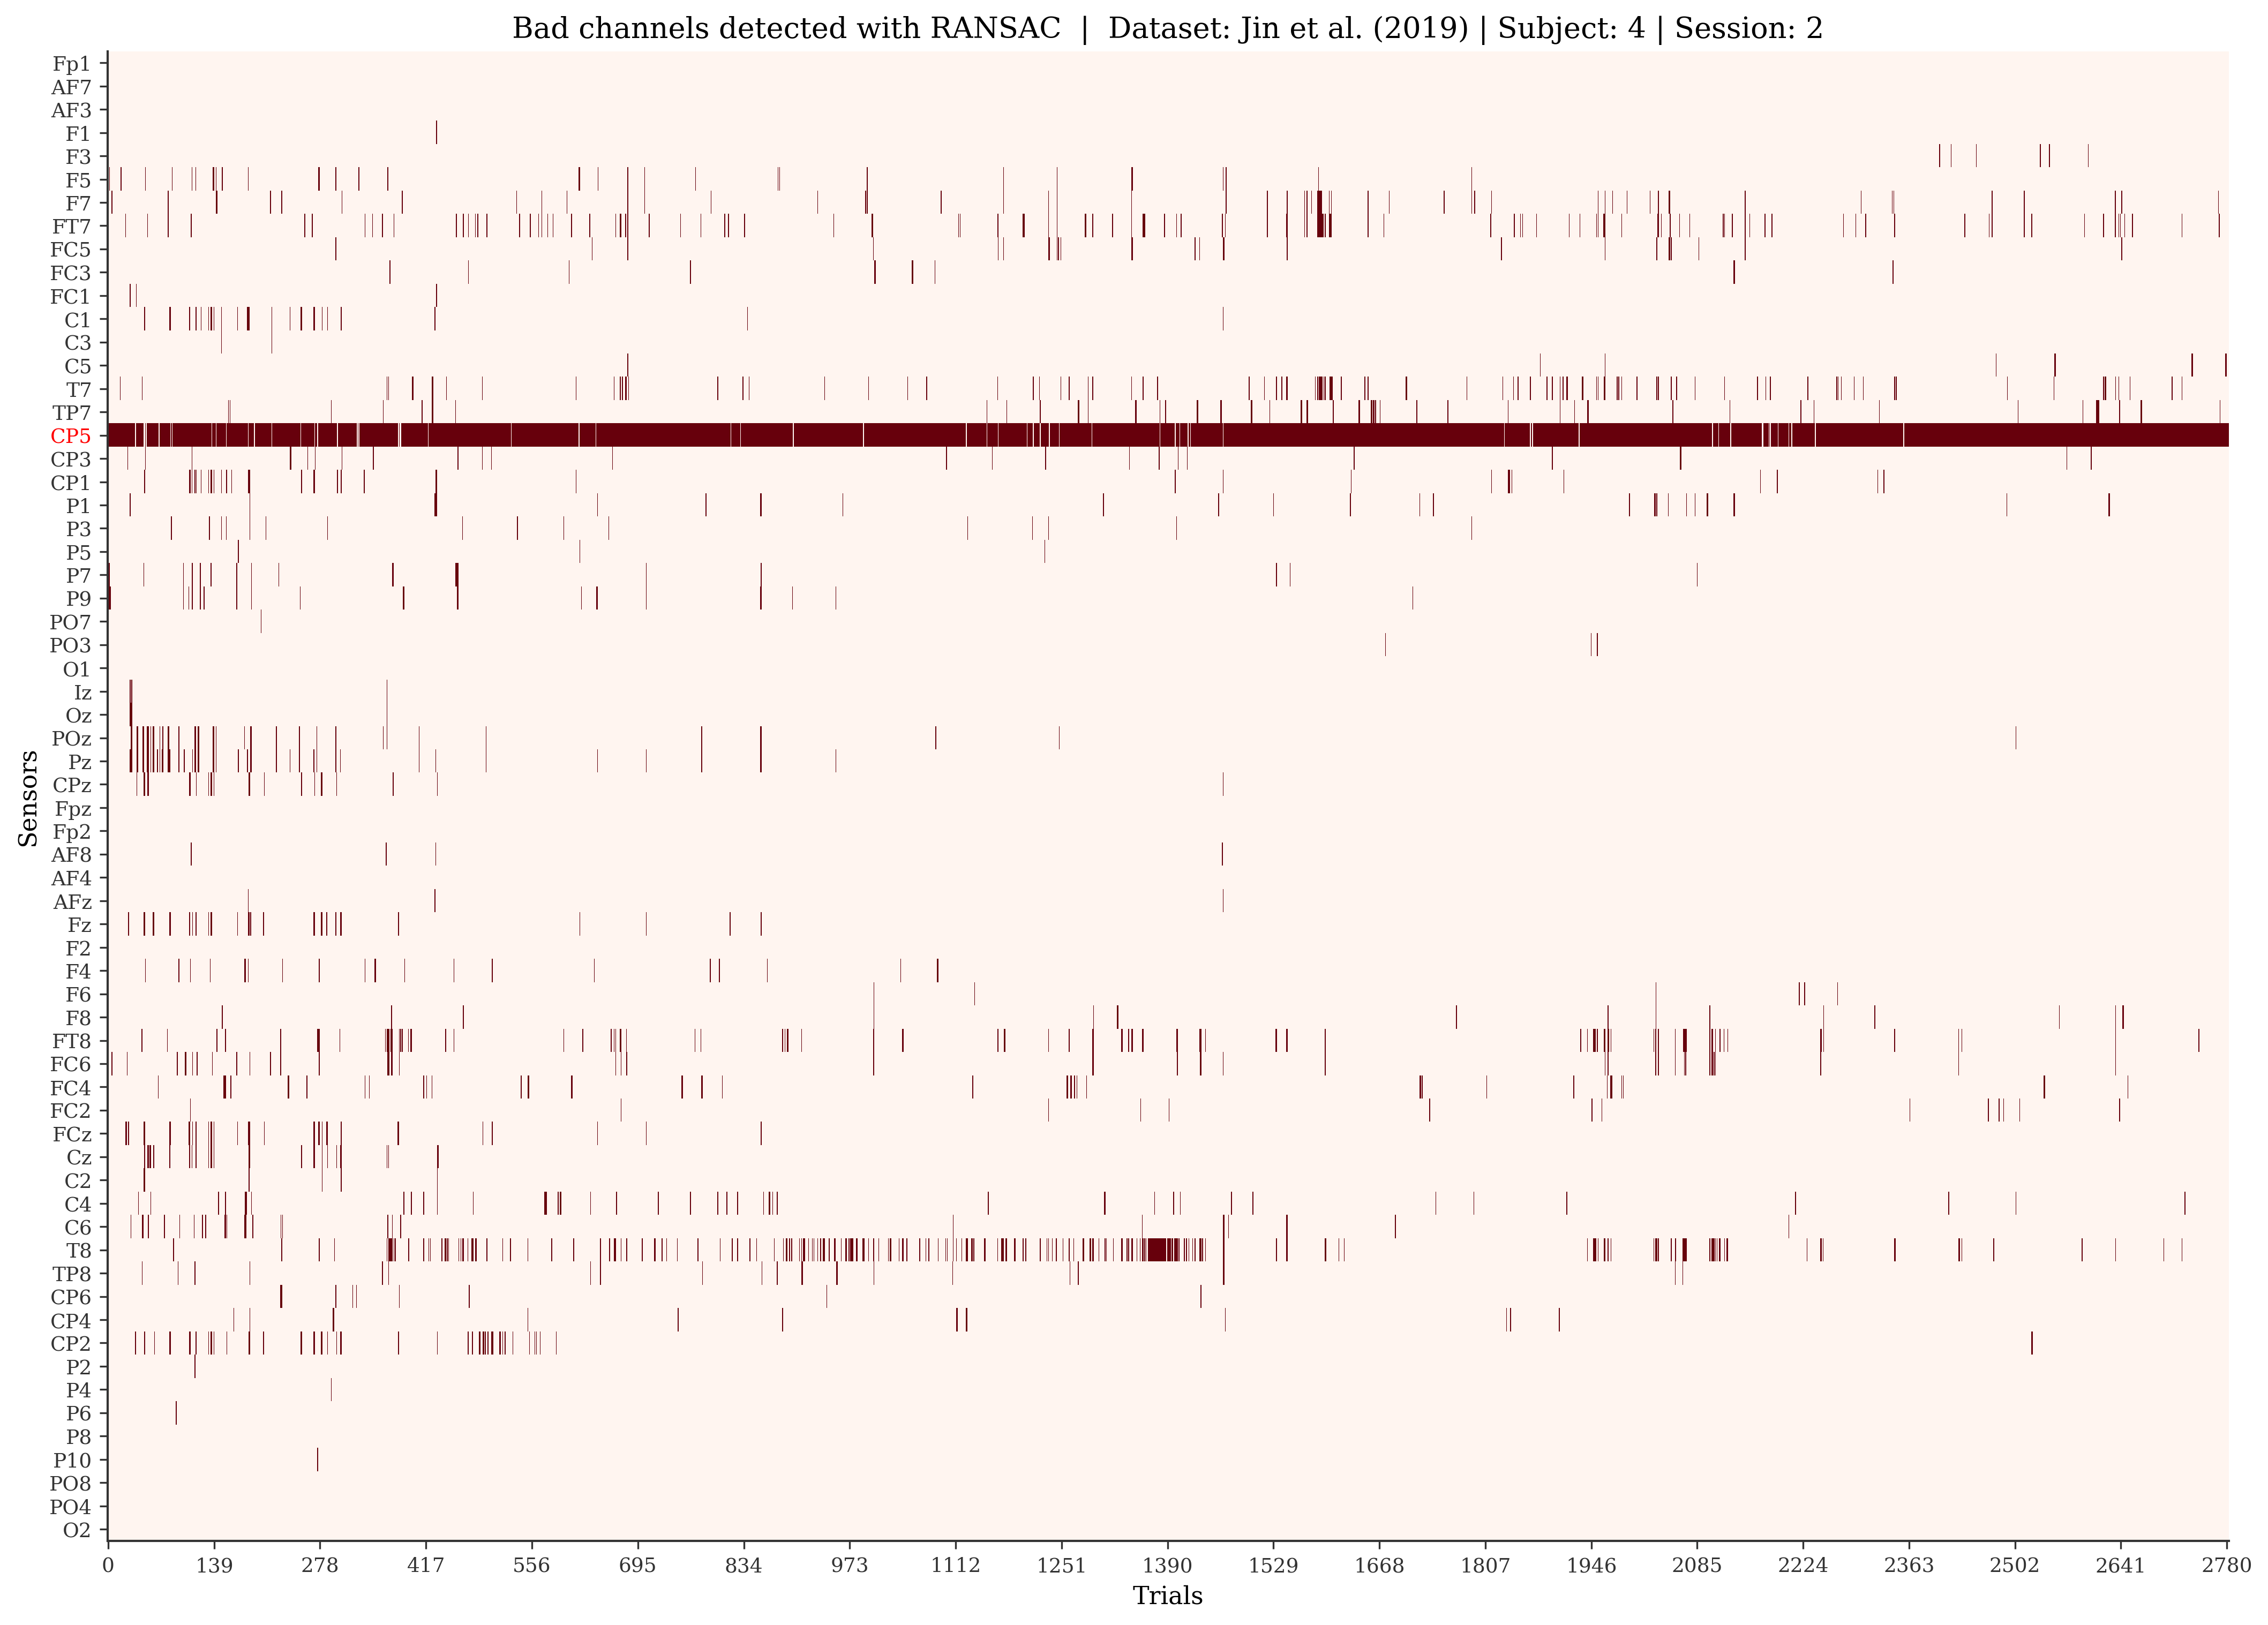 Bad channels detected with RANSAC | Dataset: Jin et al. (2019) | Subject: 4 | Session: 2
Fp1
AF7
AF3
F1
F3
F5
F7
FT7
FC5
FC3
FC1
C1
C3
C5
T7
TP7
CP5
CP3
CP1
P1
P3
P5
P7
P9
PO7
PO3
O1
Iz
Oz
POz
Pz
CPz
Fpz
Fp2
AF8
AF4
AFz
Fz
F2
F4
F6
F8
FT8
FC6
FC4
FC2
FCz
Cz
C2
C4
C6
T8
TP8
CP6
CP4
CP2
P2
P4
P6
P8
P10
PO8
PO4
O2
Sensors
0 139 278 417 556 695 834 973 1112 1251 1390 1529 1668 1807 1946 2085 2224 2363 2502 2641 2780
Trials